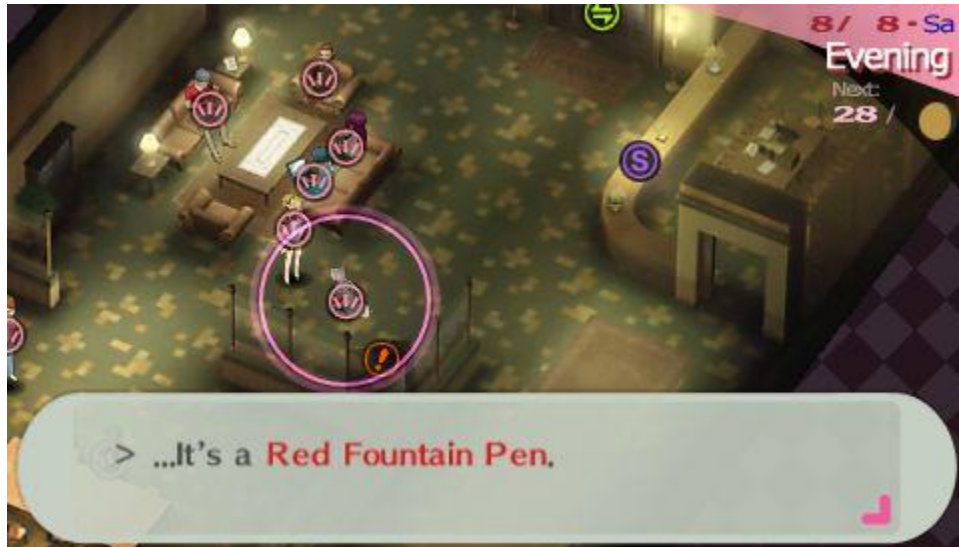 8/ 8 · Sa
Evening
Next:
28 /
S
!
> ...It's a Red Fountain Pen.